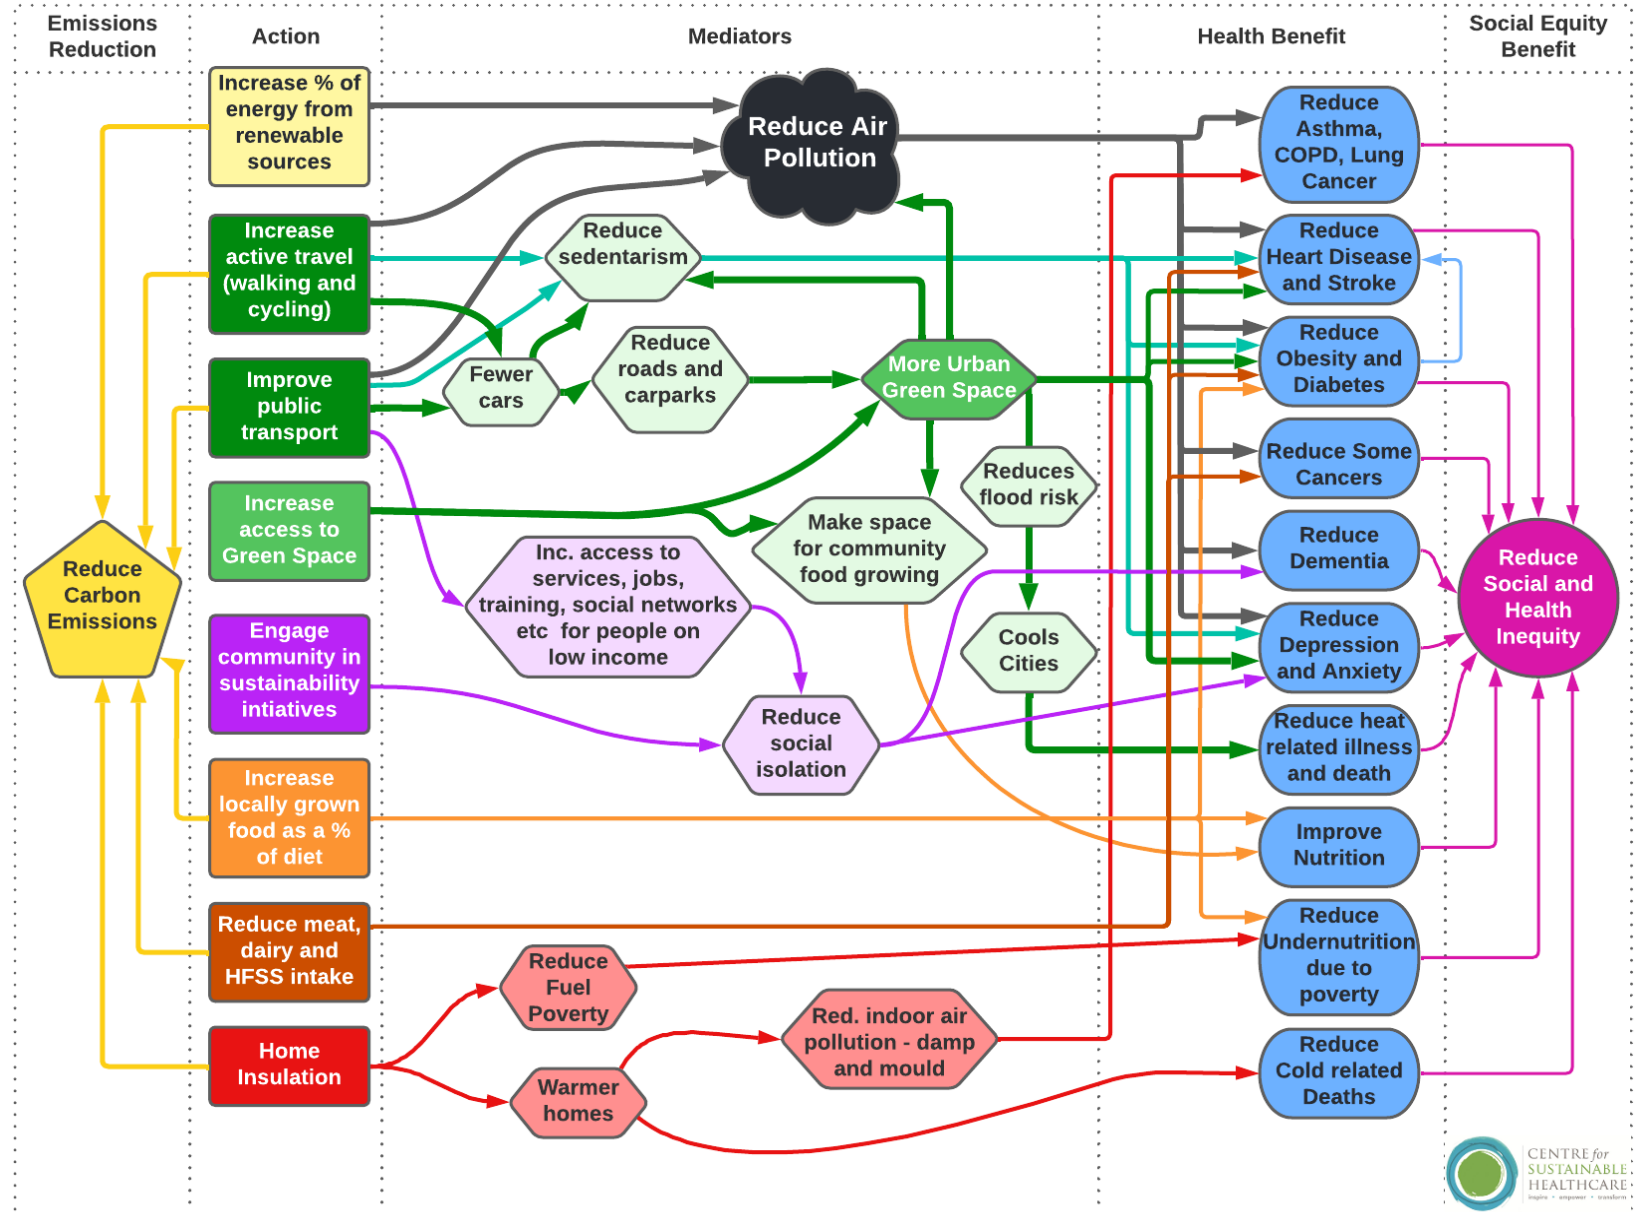 Emissions
Reduction
Action
Mediators
Health Benefit
Social Equity
Benefit
Increase % of
energy from
renewable
sources
Increase
active travel
(walking and
cycling)
Improve
public
transport
Increase
access to
Green Space
Engage
community in
sustainability
intiatives
Increase
locally grown
food as a %
of diet
Reduce meat,
dairy and
HFSS intake
Home
Insulation
Reduce
Carbon
Emissions
Reduce Air
Pollution
Reduce
sedentarism
Fewer
cars
Reduce
roads and
carparks
More Urban
Green Space
Reduces
flood risk
Make space
for community
food growing
Inc. access to
services, jobs,
training, social networks
etc for people on
low income
Cools
Cities
Reduce
social
isolation
Reduce
Fuel
Poverty
Red. indoor air
pollution - damp
and mould
Warmer
homes
Reduce
Asthma,
COPD, Lung
Cancer
Reduce
Heart Disease
and Stroke
Reduce
Obesity and
Diabetes
Reduce Some
Cancers
Reduce
Dementia
Reduce
Depression
and Anxiety
Reduce heat
related illness
and death
Improve
Nutrition
Reduce
Undernutrition
due to
poverty
Reduce
Cold related
Deaths
Reduce
Social and
Health
Inequity
CENTRE for
SUSTAINABLE
HEALTHCARE
inspire • empower • transform